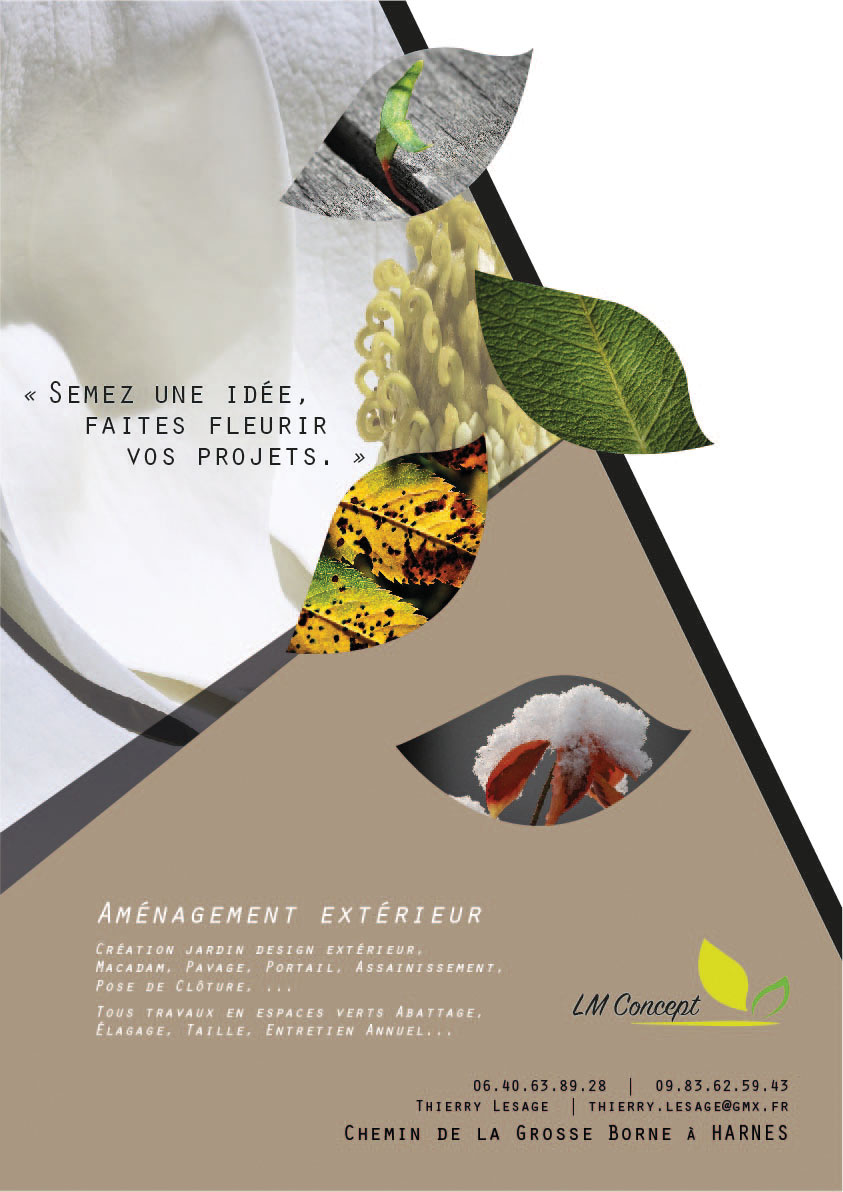 « Semez une idée,
faites fleurir
vos projets. »
Aménagement extérieur
Création jardin design extérieur,
Macadam, Pavage, Portail, Assainissement,
Pose de Clôture, ...
Tous travaux en espaces verts Abattage,
Élagage, Taille, Entretien Annuel...
LM Concept
06.40.63.89.28 | 09.83.62.59.43
Thierry Lesage | thierry.lesage@gmx.fr
Chemin de la Grosse Borne à HARNES